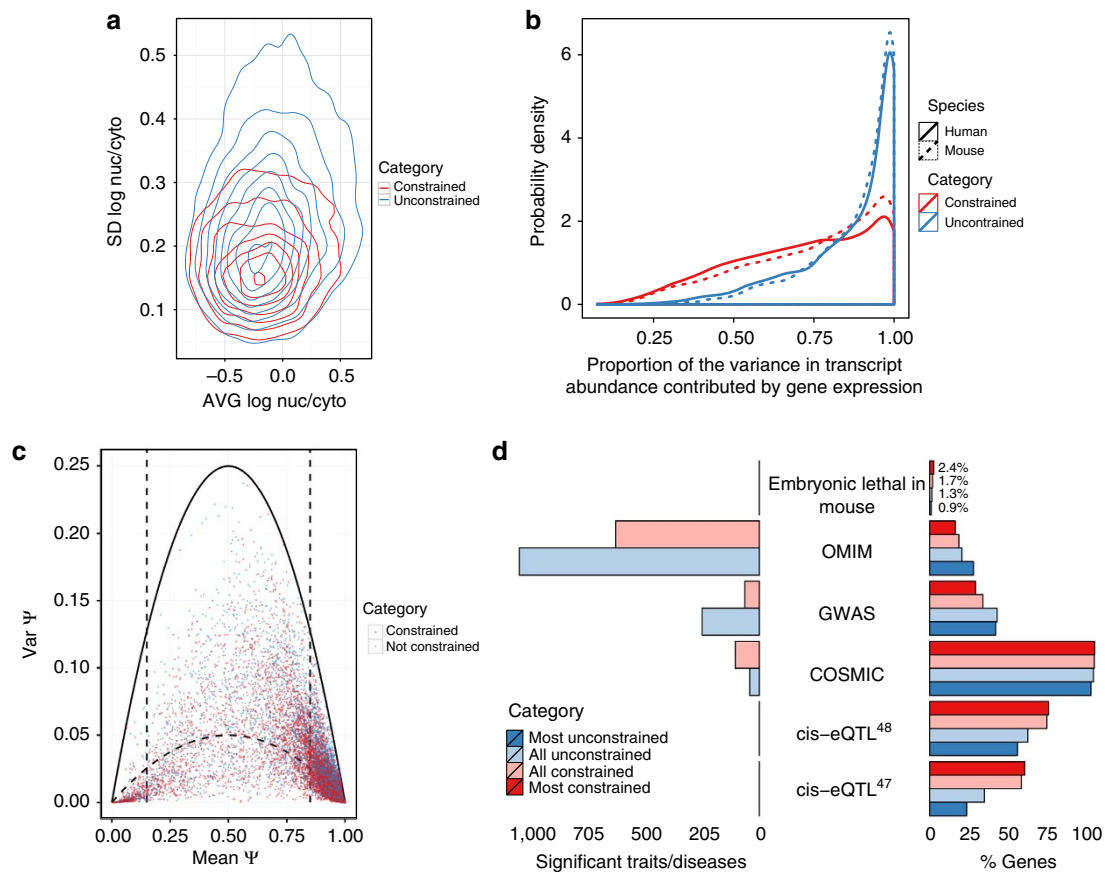 a
0.5
0.4
0.3
0.2
0.1
SD log nuc/cyto
−0.5 0.0 0.5
AVG log nuc/cyto
Category
Constrained
Unconstrained
b
6
4
2
0
Probability density
0.25 0.50 0.75 1.00
Proportion of the variance in transcript
abundance contributed by gene expression
Species
Human
Mouse
Category
Constrained
Uncontrained
c
0.25
0.20
0.15
0.10
0.05
0.00
Var Ψ
0.00 0.25 0.50 0.75 1.00
Mean Ψ
Category
Constrained
Not constrained
d
Embryonic lethal in
mouse
OMIM
GWAS
COSMIC
cis−eQTL48
cis−eQTL47
2.4%
1.7%
1.3%
0.9%
Category
Most unconstrained
All unconstrained
All constrained
Most constrained
1,000 705 500 205 0
Significant traits/diseases
0 25 50 75 100
% Genes